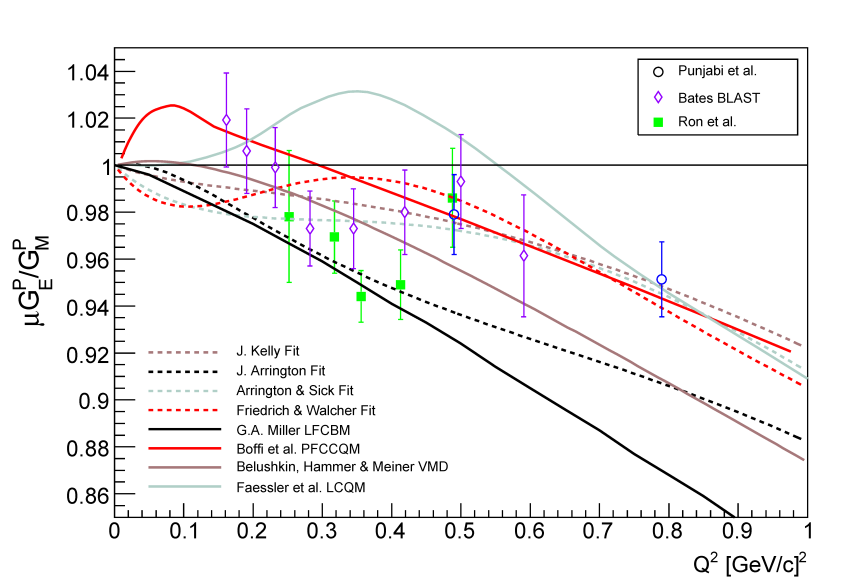 1.04
1.02
1
0.98
0.96
0.94
0.92
0.9
0.88
0.86
μG_E^P/G_M^P
Punjabi et al.
Bates BLAST
Ron et al.
J. Kelly Fit
J. Arrington Fit
Arrington & Sick Fit
Friedrich & Walcher Fit
G.A. Miller LFCBM
Boffi et al. PFCCQM
Belushkin, Hammer & Meiner VMD
Faessler et al. LCQM
0 0.1 0.2 0.3 0.4 0.5 0.6 0.7 0.8 0.9 1
Q² [GeV/c]²